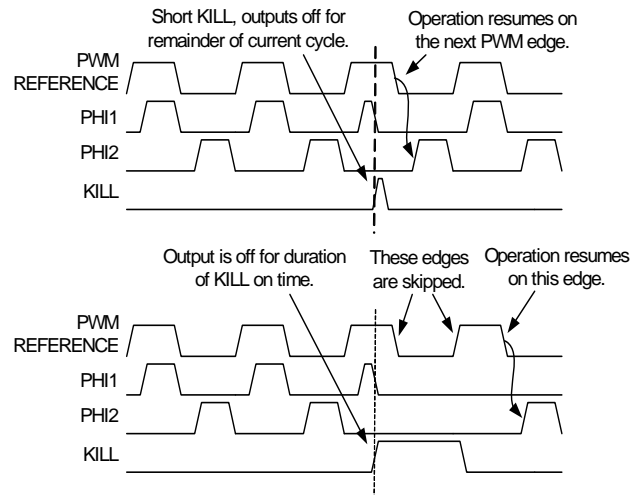 Short KILL, outputs off for
remainder of current cycle.
Operation resumes on
the next PWM edge.
PWM
REFERENCE
PHI1
PHI2
KILL
Output is off for duration
of KILL on time.
These edges
are skipped.
Operation resumes
on this edge.
PWM
REFERENCE
PHI1
PHI2
KILL